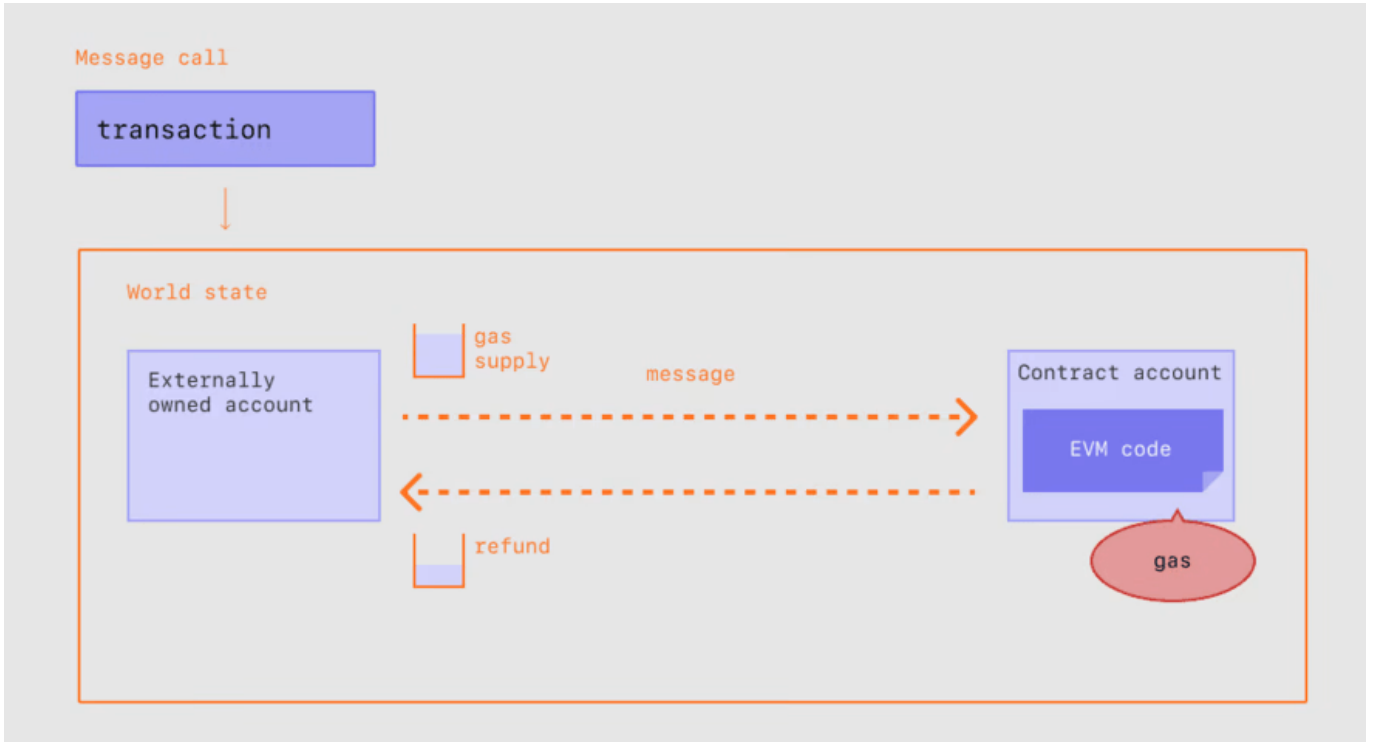 Message call
transaction
World state
gas
supply
message
Externally
owned account
Contract account
EVM code
refund
gas